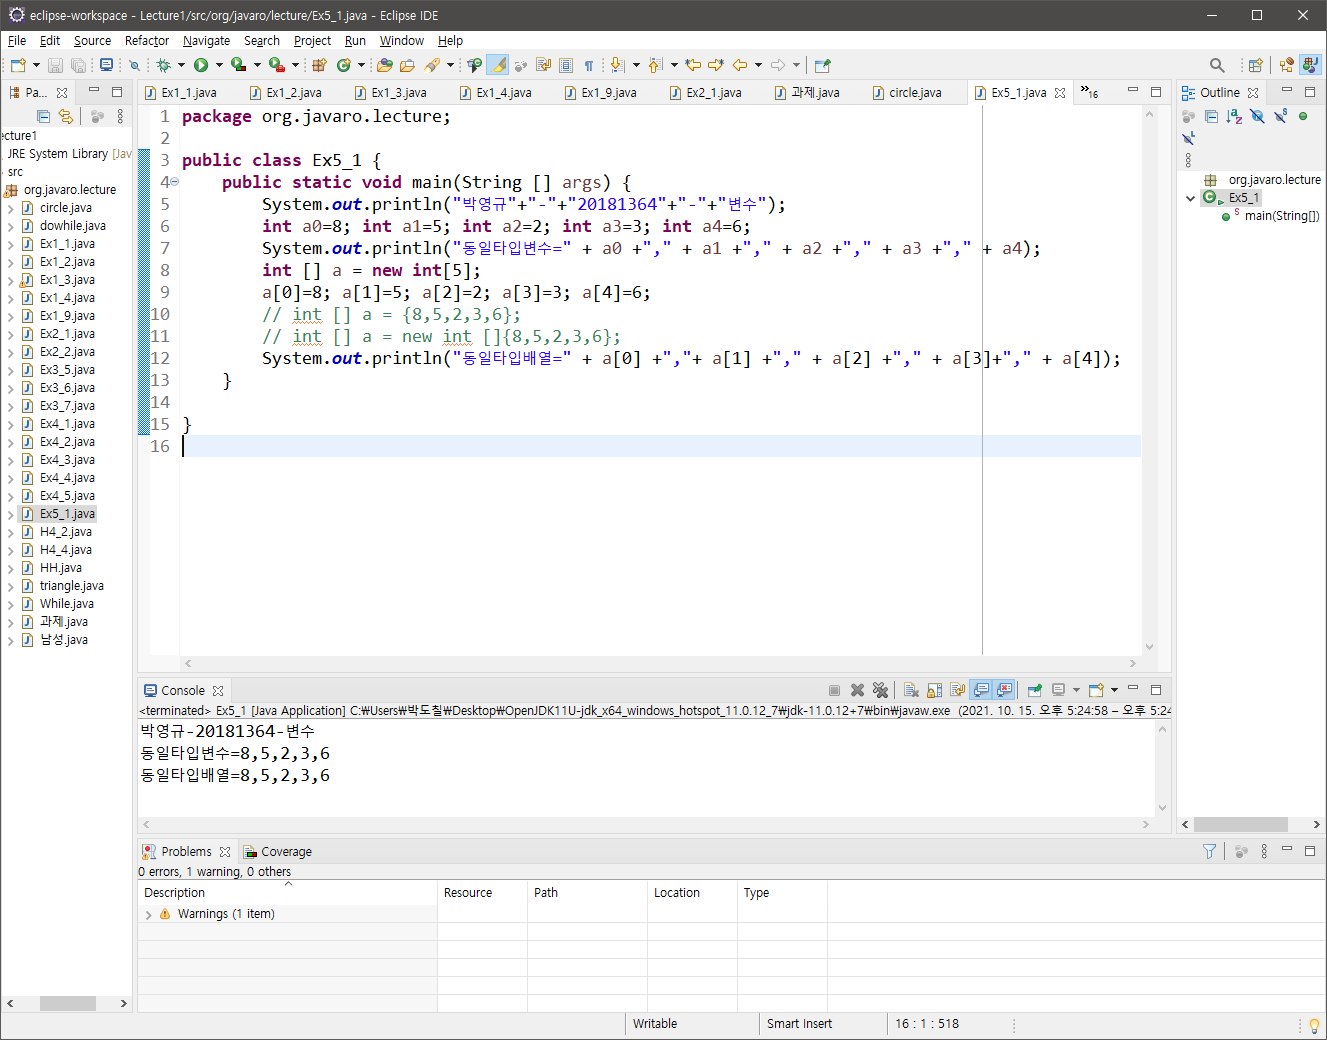 eclipse-workspace - Lecture1/src/org/javaro/lecture/Ex5_1.java - Eclipse IDE
File Edit Source Refactor Navigate Search Project Run Window Help
Pa...
Ex1_1.java Ex1_2.java Ex1_3.java Ex1_4.java Ex1_9.java Ex2_1.java 과제.java circle.java Ex5_1.java »16
Outline
ecture1
JRE System Library [Jav
src
org.javaro.lecture
circle.java
dowhile.java
Ex1_1.java
Ex1_2.java
Ex1_3.java
Ex1_4.java
Ex1_9.java
Ex2_1.java
Ex2_2.java
Ex3_5.java
Ex3_6.java
Ex3_7.java
Ex4_1.java
Ex4_2.java
Ex4_3.java
Ex4_4.java
Ex4_5.java
Ex5_1.java
H4_2.java
H4_4.java
HH.java
triangle.java
While.java
과제.java
남성.java
1 package org.javaro.lecture;
2
3 public class Ex5_1 {
4 public static void main(String [] args) {
5 System.out.println("박영규"+"-"+"20181364"+"-"+"변수");
6 int a0=8; int a1=5; int a2=2; int a3=3; int a4=6;
7 System.out.println("동일타입변수=" + a0 +"," + a1 +"," + a2 +"," + a3 +"," + a4);
8 int [] a = new int[5];
9 a[0]=8; a[1]=5; a[2]=2; a[3]=3; a[4]=6;
10 // int [] a = {8,5,2,3,6};
11 // int [] a = new int []{8,5,2,3,6};
12 System.out.println("동일타입배열=" + a[0] +","+ a[1] +"," + a[2] +"," + a[3]+"," + a[4]);
13 }
14
15 }
16
org.javaro.lecture
Ex5_1
main(String[])
Console
<terminated> Ex5_1 [Java Application] C:₩Users₩박도칠₩Desktop₩OpenJDK11U-jdk_x64_windows_hotspot_11.0.12_7₩jdk-11.0.12+7₩bin₩javaw.exe (2021. 10. 15. 오후 5:24:58 – 오후 5:24
박영규-20181364-변수
동일타입변수=8,5,2,3,6
동일타입배열=8,5,2,3,6
Problems Coverage
0 errors, 1 warning, 0 others
Description Resource Path Location Type
Warnings (1 item)
Writable Smart Insert 16 : 1 : 518